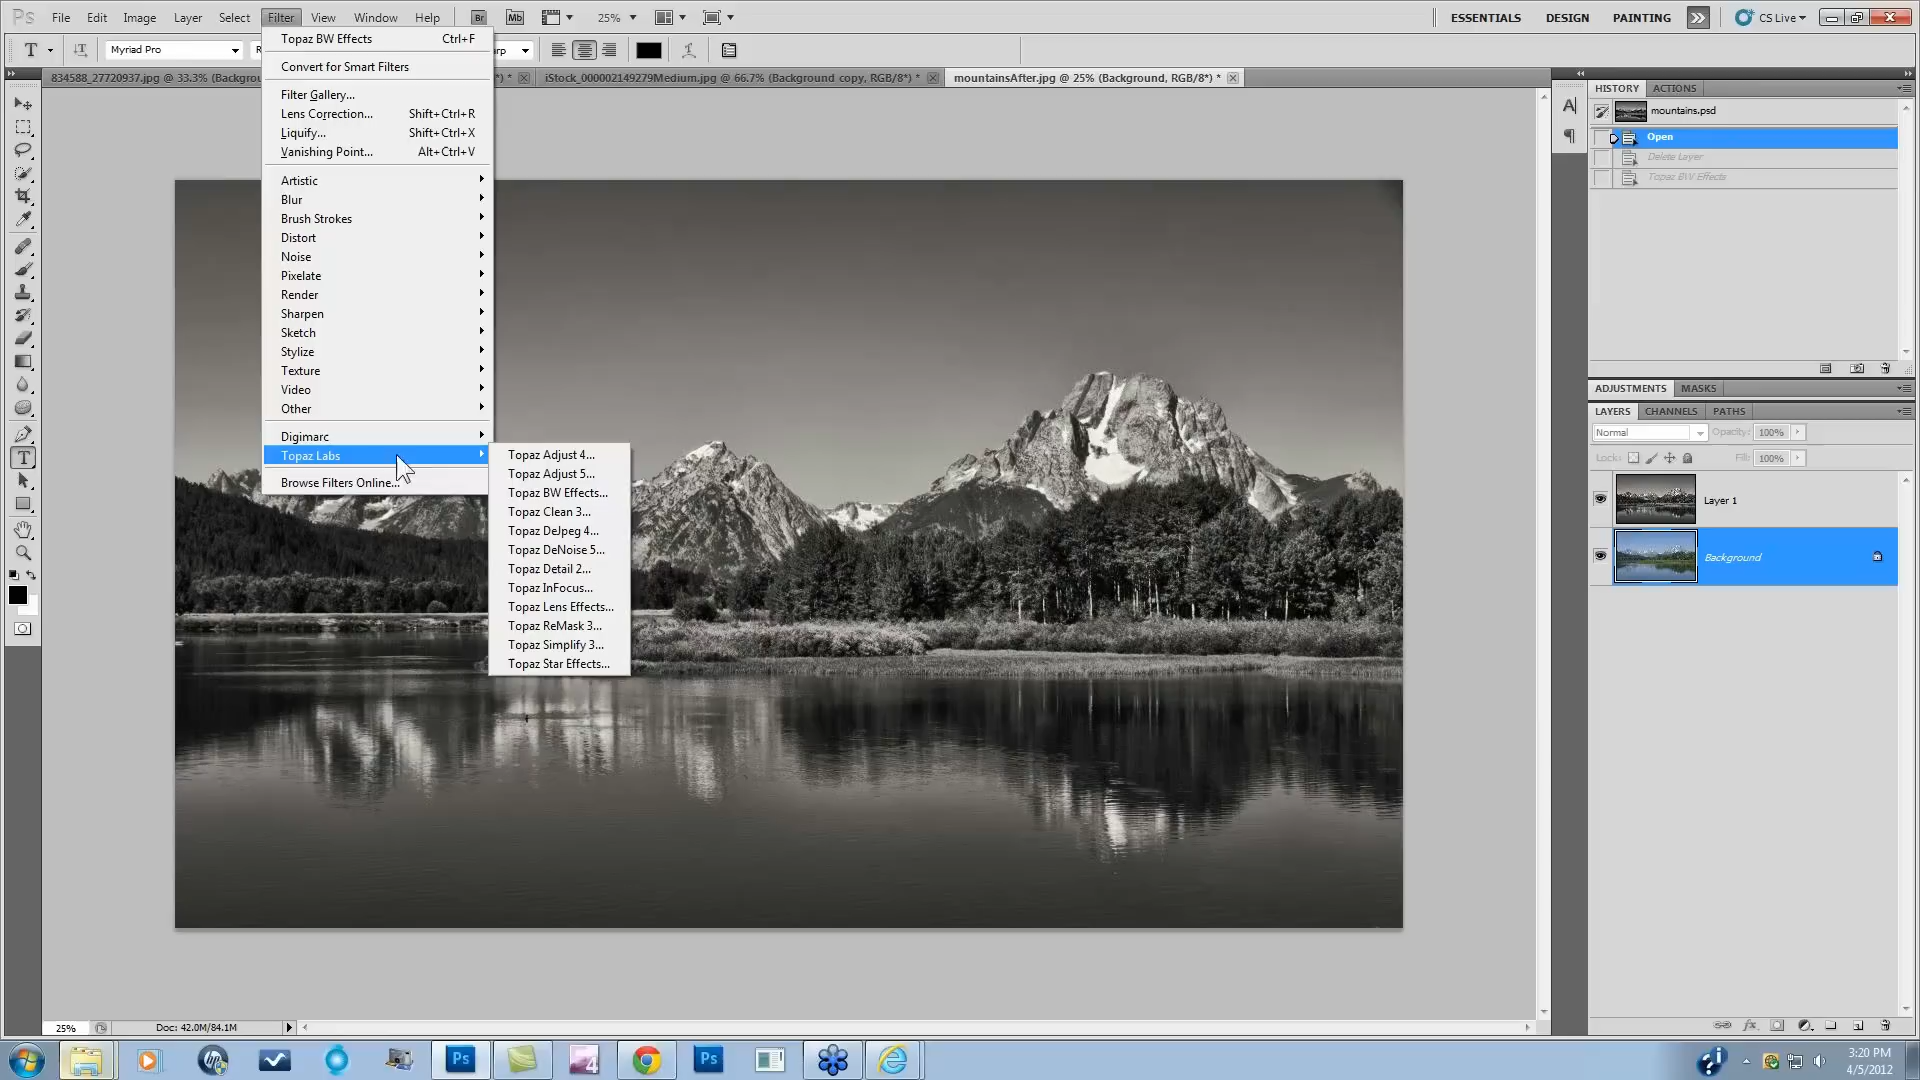 Ps File Edit Image Layer Select Filter View Window Help Br Mb 25% ESSENTIALS DESIGN PAINTING CS Live
T Myriad Pro
834588_27720937.jpg @ 33.3% (Backgrou
iStock_000002149279Medium.jpg @ 66.7% (Background copy, RGB/8*) *
mountainsAfter.jpg @ 25% (Background, RGB/8*) *
Topaz BW Effects Ctrl+F
Convert for Smart Filters
Filter Gallery...
Lens Correction... Shift+Ctrl+R
Liquify... Shift+Ctrl+X
Vanishing Point... Alt+Ctrl+V
Artistic
Blur
Brush Strokes
Distort
Noise
Pixelate
Render
Sharpen
Sketch
Stylize
Texture
Video
Other
Digimarc
Topaz Labs
Browse Filters Online...
Topaz Adjust 4...
Topaz Adjust 5...
Topaz BW Effects...
Topaz Clean 3...
Topaz DeJpeg 4...
Topaz DeNoise 5...
Topaz Detail 2...
Topaz InFocus...
Topaz Lens Effects...
Topaz ReMask 3...
Topaz Simplify 3...
Topaz Star Effects...
HISTORY ACTIONS
mountains.psd
Open
Delete Layer
Topaz BW Effects
ADJUSTMENTS MASKS
LAYERS CHANNELS PATHS
Normal Opacity: 100%
Lock: Fill: 100%
Layer 1
Background
25% Doc: 42.0M/84.1M
3:20 PM
4/5/2012